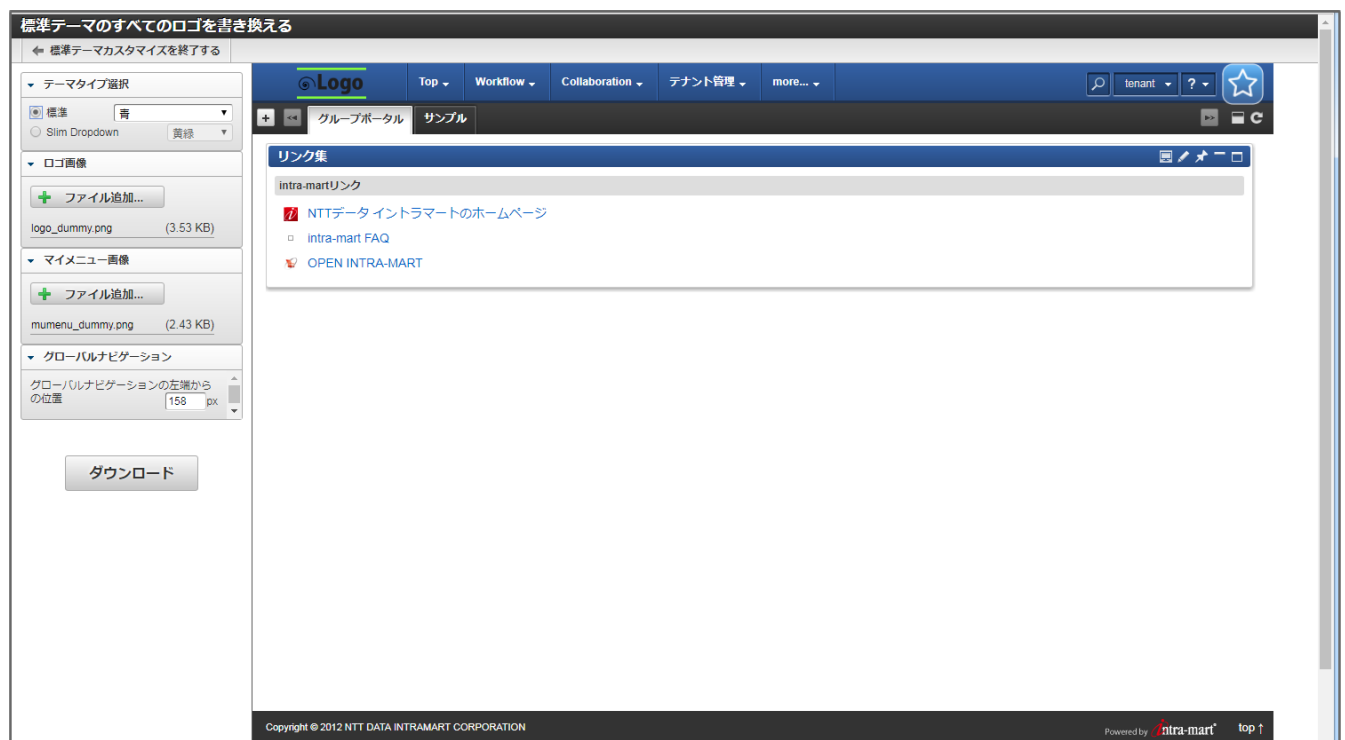 標準テーマのすべてのロゴを書き換える
標準テーマカスタマイズを終了する
テーマタイプ選択
標準 青
Slim Dropdown 黄緑
ロゴ画像
ファイル追加...
logo_dummy.png (3.53 KB)
マイメニュー画像
ファイル追加...
mumenu_dummy.png (2.43 KB)
グローバルナビゲーション
グローバルナビゲーションの左端から
の位置 158 px
ダウンロード
Logo Top Workflow Collaboration テナント管理 more... tenant ?
グループポータル サンプル
リンク集
intra-martリンク
NTTデータ イントラマートのホームページ
intra-mart FAQ
OPEN INTRA-MART
Copyright © 2012 NTT DATA INTRAMART CORPORATION
Powered by intra-mart top↑